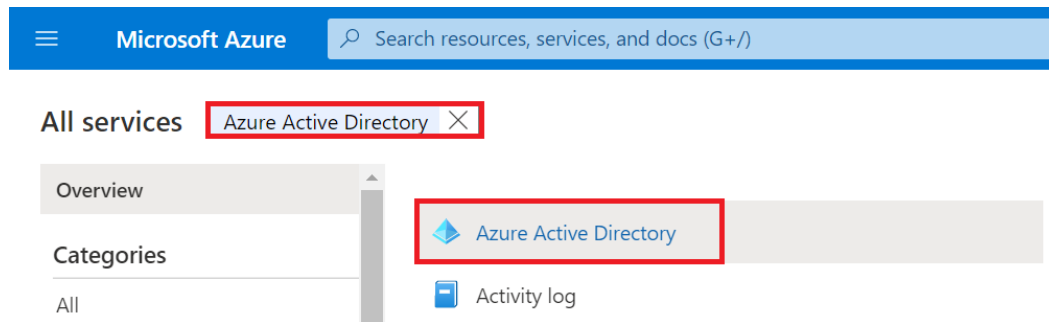 Microsoft Azure
Search resources, services, and docs (G+/)
All services
Azure Active Directory
Overview
Categories
All
Azure Active Directory
Activity log